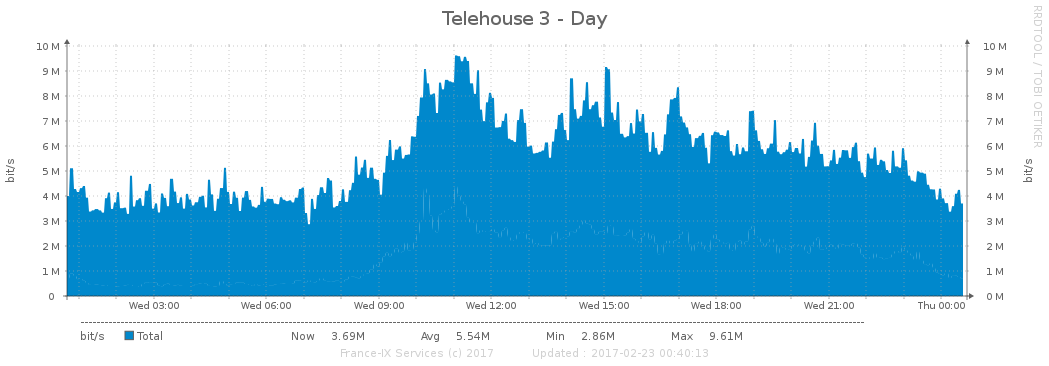 Telehouse 3 - Day
RRDTOOL / TOBI OETIKER
bit/s
10 M
9 M
8 M
7 M
6 M
5 M
4 M
3 M
2 M
1 M
0
10 M
9 M
8 M
7 M
6 M
5 M
4 M
3 M
2 M
1 M
0 M
bit/s
Wed 03:00 Wed 06:00 Wed 09:00 Wed 12:00 Wed 15:00 Wed 18:00 Wed 21:00 Thu 00:00
bit/s Total Now 3.69M Avg 5.54M Min 2.86M Max 9.61M
France-IX Services (c) 2017 Updated : 2017-02-23 00:40:13